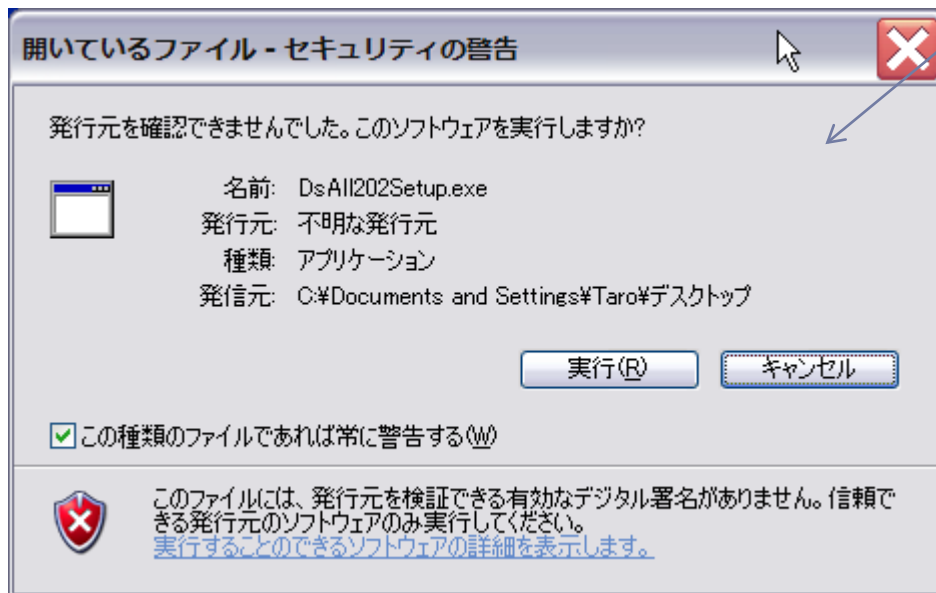 開いているファイル - セキュリティの警告
発行元を確認できませんでした。このソフトウェアを実行しますか?
名前: DsAll202Setup.exe
発行元: 不明な発行元
種類: アプリケーション
発信元: C:¥Documents and Settings¥Taro¥デスクトップ
実行(R) キャンセル
この種類のファイルであれば常に警告する(W)
このファイルには、発行元を検証できる有効なデジタル署名がありません。信頼で
きる発行元のソフトウェアのみ実行してください。
実行することのできるソフトウェアの詳細を表示します。